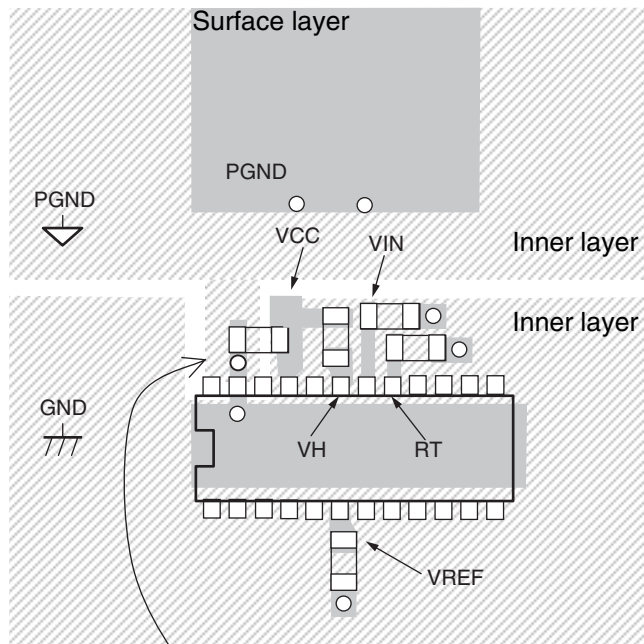 Surface layer
PGND
PGND
VCC
VIN
Inner layer
Inner layer
GND
VH
RT
VREF